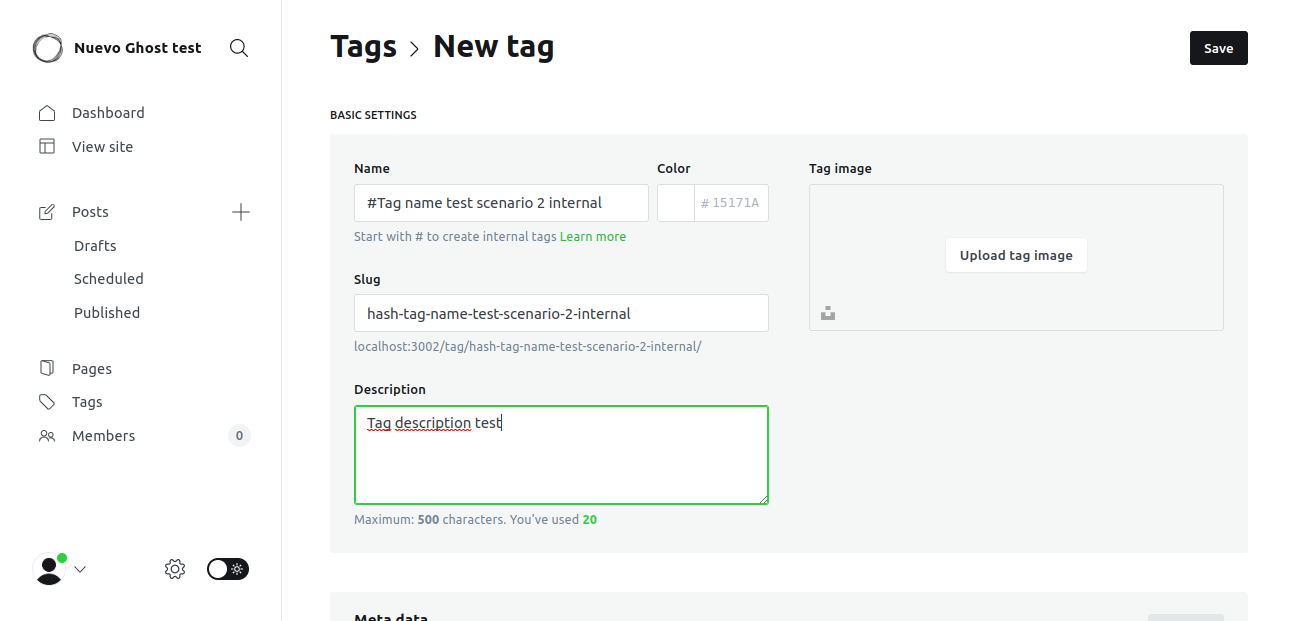 Nuevo Ghost test
Dashboard
View site
Posts
Drafts
Scheduled
Published
Pages
Tags
Members 0
Tags > New tag
Save
BASIC SETTINGS
Name
#Tag name test scenario 2 internal
Start with # to create internal tags Learn more
Color
# 15171A
Slug
hash-tag-name-test-scenario-2-internal
localhost:3002/tag/hash-tag-name-test-scenario-2-internal/
Description
Tag description test
Maximum: 500 characters. You've used 20
Tag image
Upload tag image
Meta data